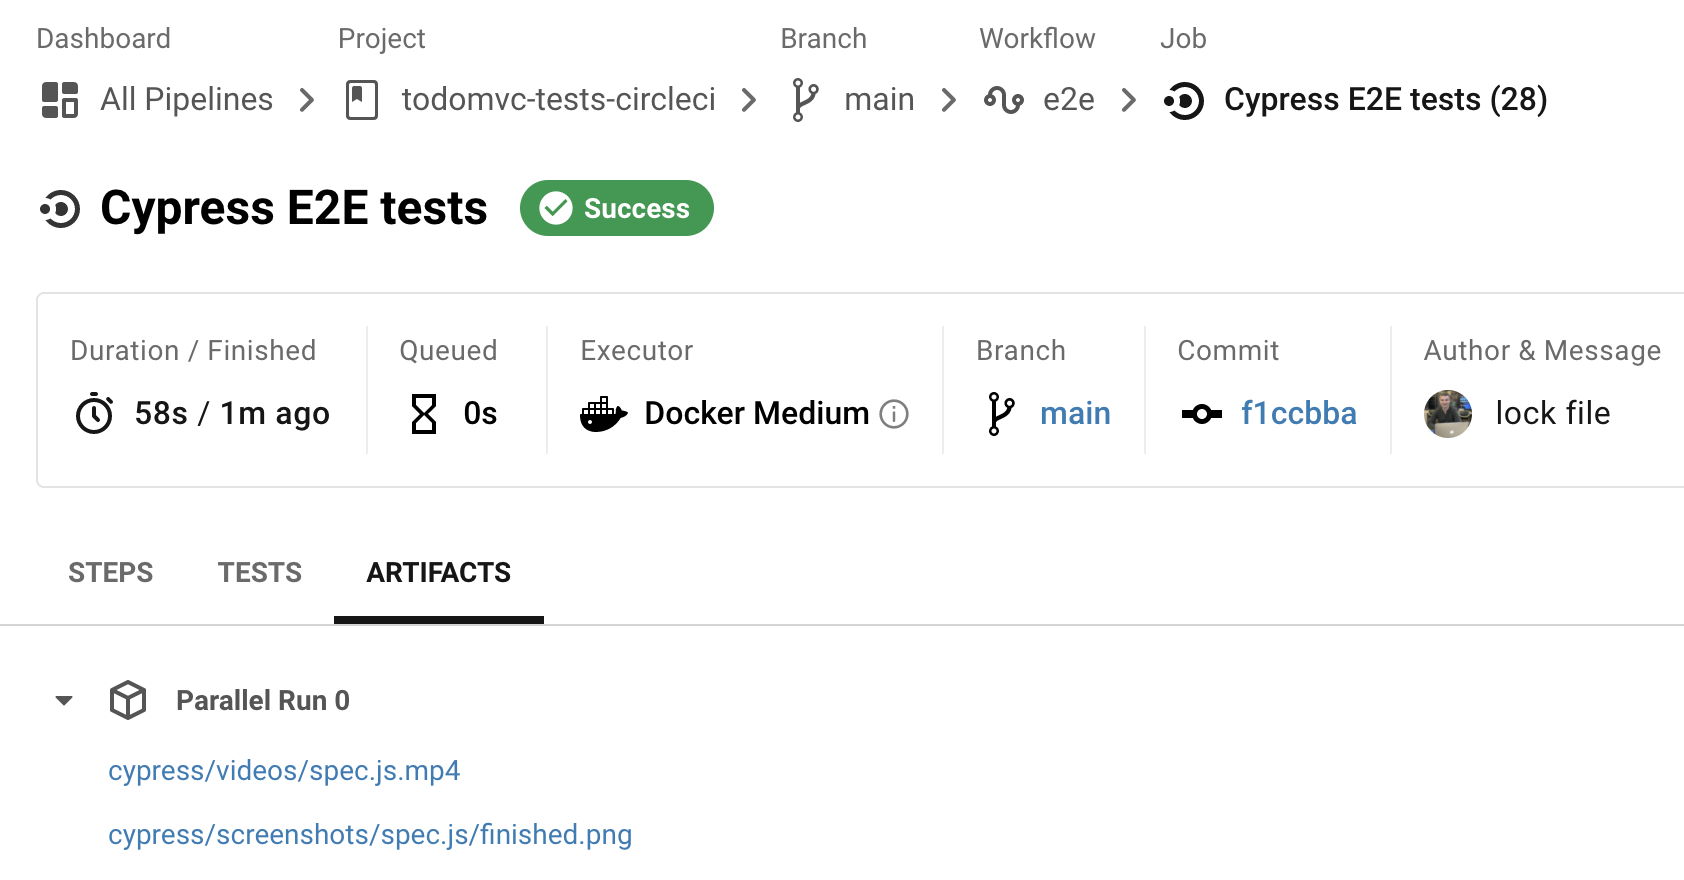 Dashboard Project Branch Workflow Job
All Pipelines todomvc-tests-circleci main e2e Cypress E2E tests (28)
Cypress E2E tests Success
Duration / Finished Queued Executor Branch Commit Author & Message
58s / 1m ago 0s Docker Medium main f1ccbba lock file
STEPS TESTS ARTIFACTS
Parallel Run 0
cypress/videos/spec.js.mp4
cypress/screenshots/spec.js/finished.png